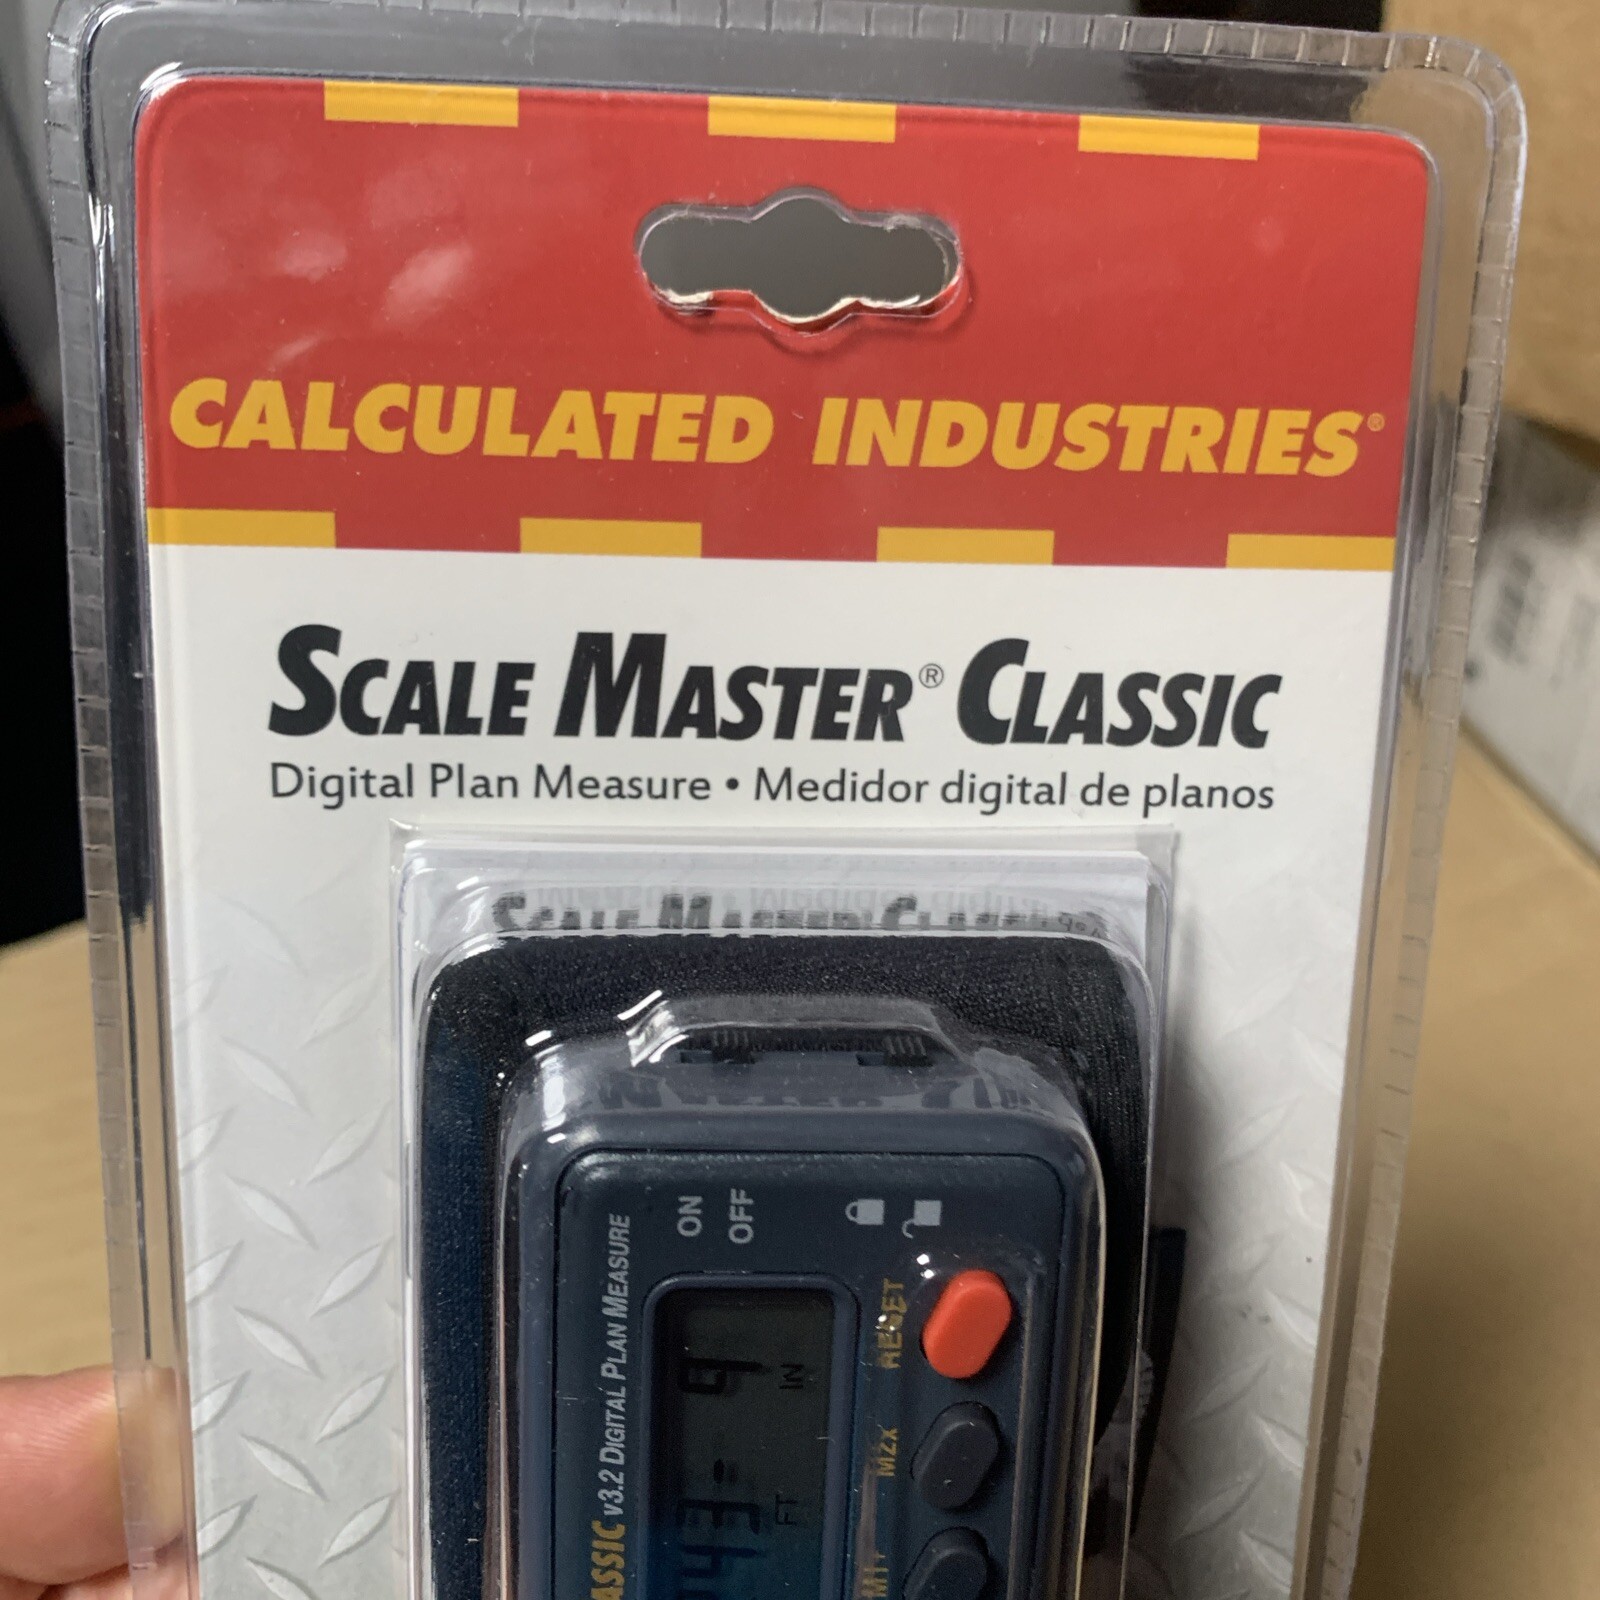 CALCULATED INDUSTRIES®
SCALE MASTER® CLASSIC
Digital Plan Measure • Medidor digital de planos
ON
OFF
v3.2 DIGITAL PLAN MEASURE
IN
FT
RESET
M2x
M1+